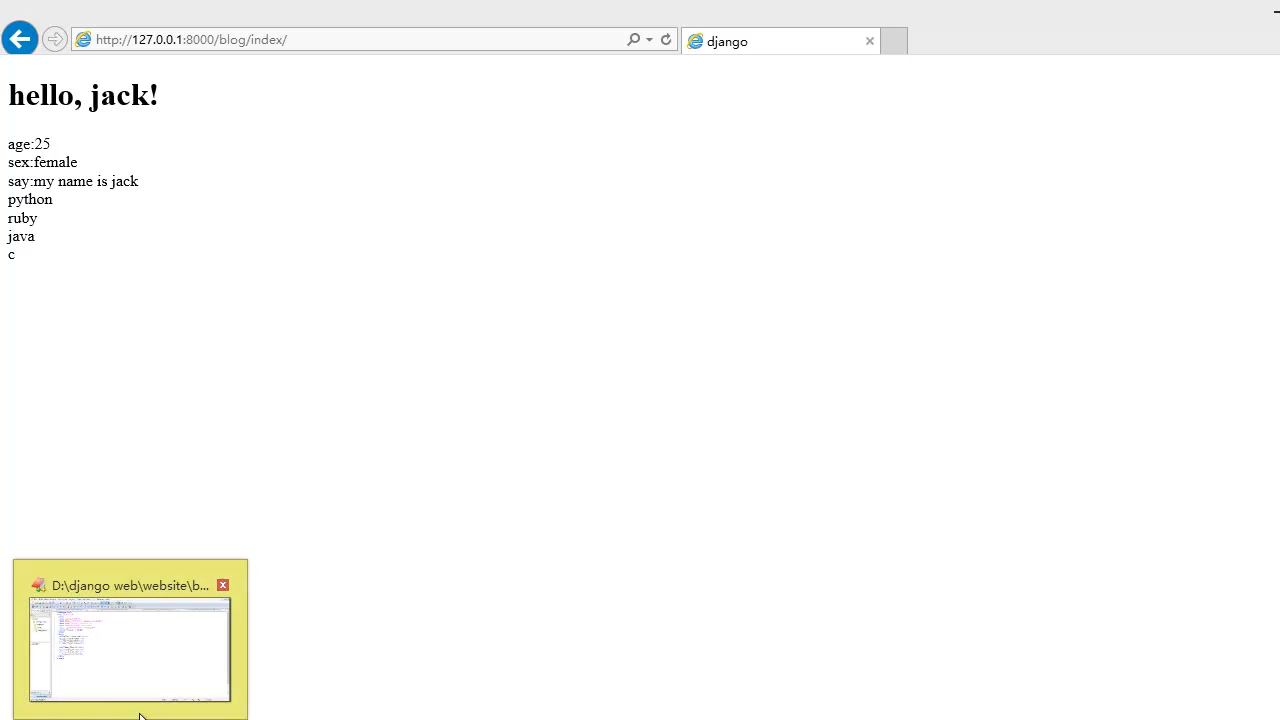 http://127.0.0.1:8000/blog/index/
django
hello, jack!
age:25
sex:female
say:my name is jack
python
ruby
java
c
D:\django web\website\b...